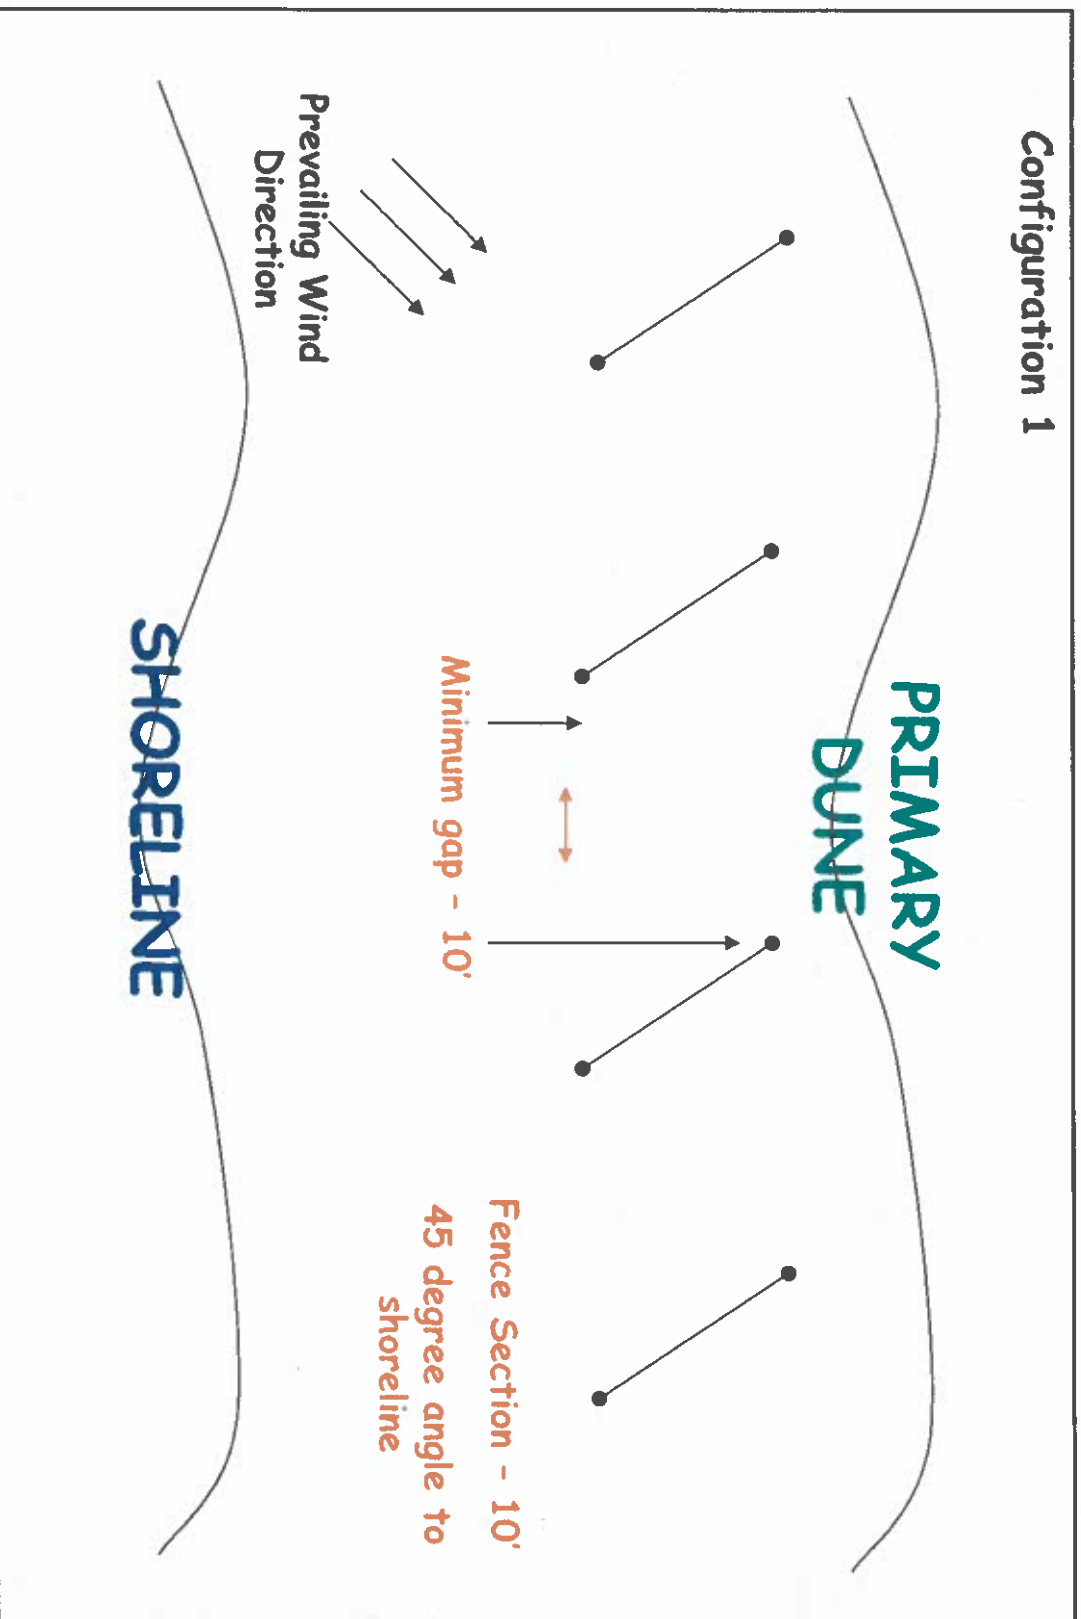 Configuration 1
PRIMARY
DUNE
Minimum gap - 10'
Fence Section - 10'
45 degree angle to
shoreline
Prevailing Wind
Direction
SHORELINE